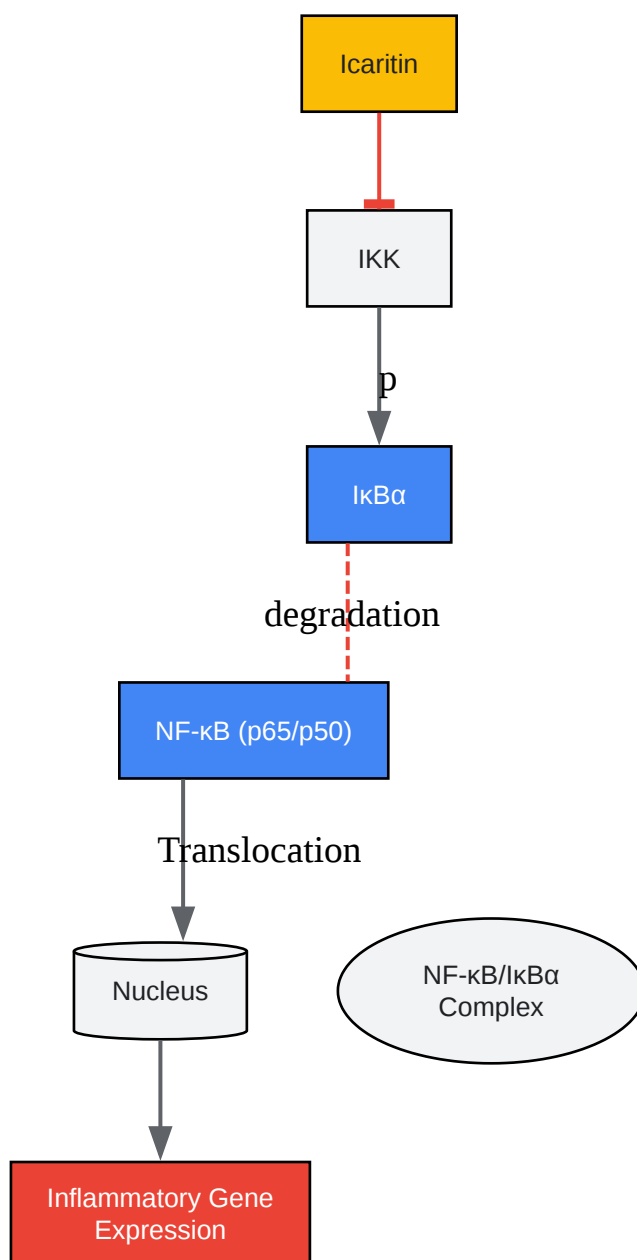 Icaritin
IKK
p
IκBα
degradation
NF-κB (p65/p50)
Translocation
Nucleus
NF-κB/IκBα
Complex
Inflammatory Gene
Expression